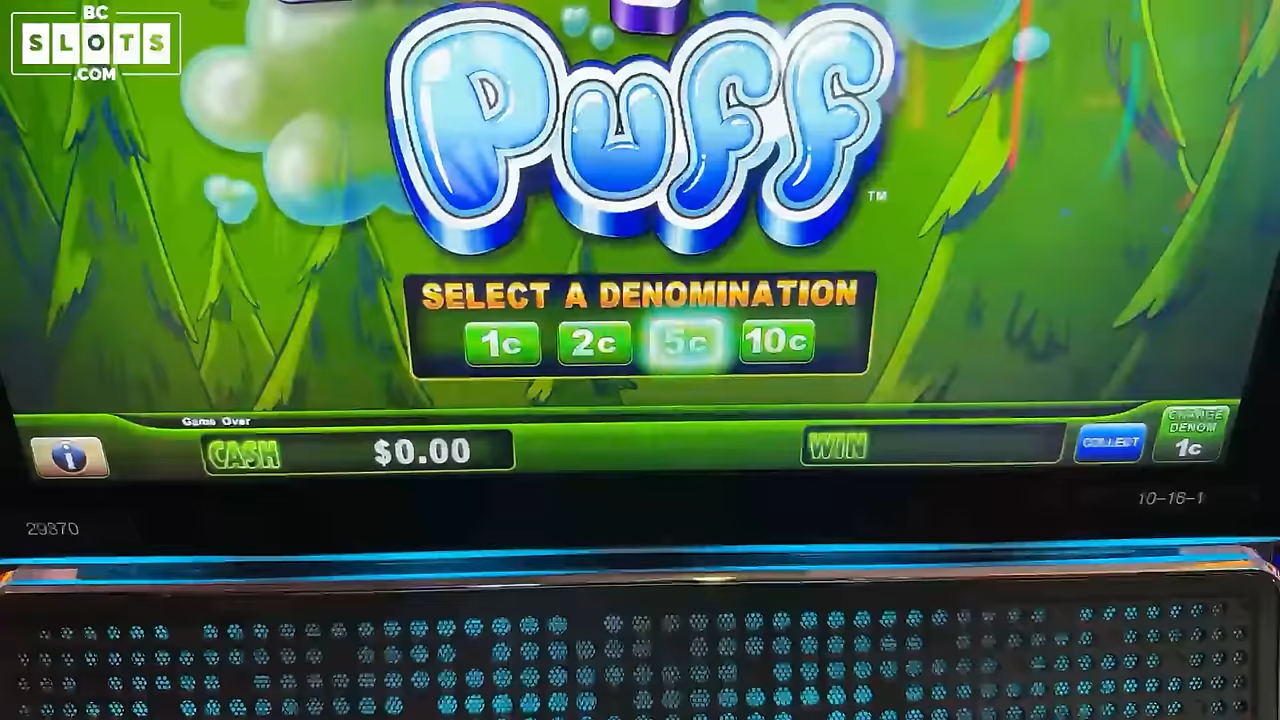 BC
SLOTS
.COM
Puff
TM
SELECT A DENOMINATION
1c 2c 5c 10c
Game Over
CASH $0.00
WIN
COLLECT
CHANGE
DENOM
1c
i
10-16-1
29870